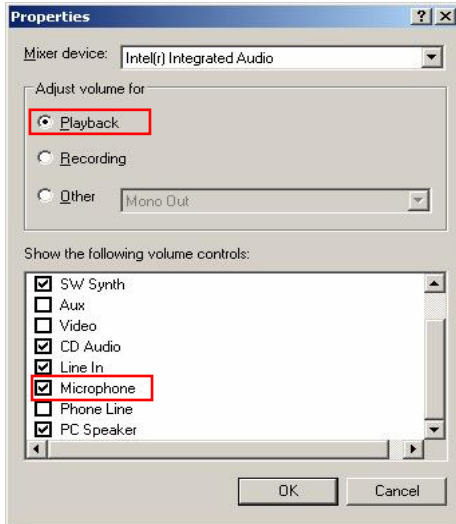 Properties
Mixer device: Intel(r) Integrated Audio
Adjust volume for
Playback
Recording
Other Mono Out
Show the following volume controls:
SW Synth
Aux
Video
CD Audio
Line In
Microphone
Phone Line
PC Speaker
OK Cancel